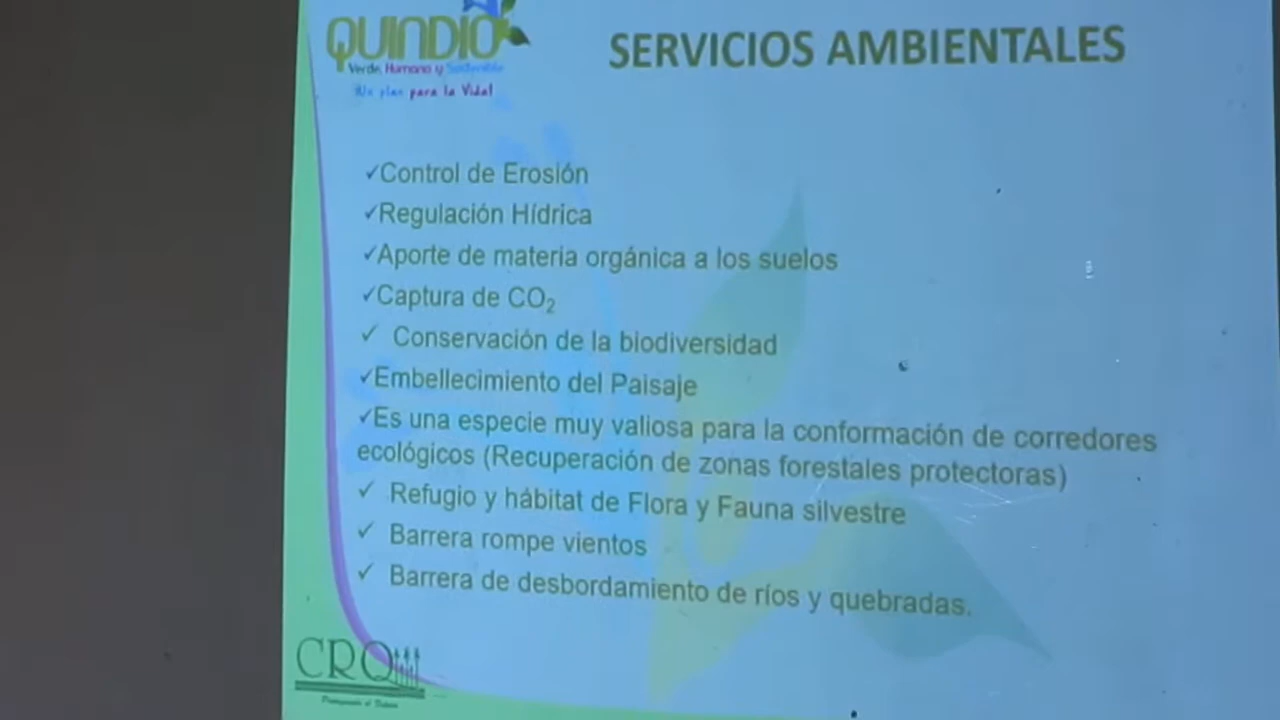 QUINDIO
Verde, Humano y Sostenible
Un plan para la Vida!
SERVICIOS AMBIENTALES
✓Control de Erosión
✓Regulación Hídrica
✓Aporte de materia orgánica a los suelos
✓Captura de CO₂
✓ Conservación de la biodiversidad
✓Embellecimiento del Paisaje
✓Es una especie muy valiosa para la conformación de corredores
ecológicos (Recuperación de zonas forestales protectoras)
✓ Refugio y hábitat de Flora y Fauna silvestre
✓ Barrera rompe vientos
✓ Barrera de desbordamiento de ríos y quebradas.
CRQ